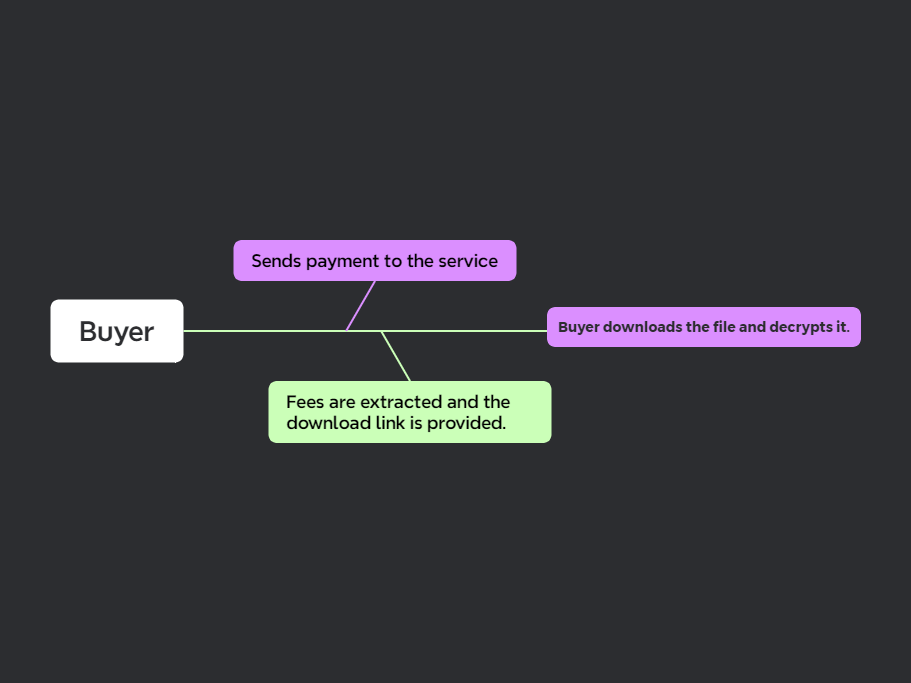 Sends payment to the service
Buyer
Buyer downloads the file and decrypts it.
Fees are extracted and the
download link is provided.